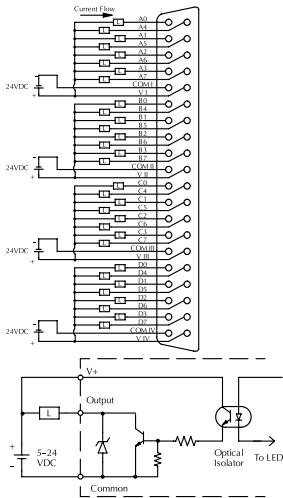 Current Flow
L A0
L A4
L A1
L A5
L A2
L A6
L A3
L A7
- COM I
24VDC
+ V I
L B0
L B4
L B1
L B5
L B2
L B6
L B3
L B7
- COM II
24VDC
+ V II
L C0
L C4
L C1
L C5
L C2
L C6
L C3
L C7
- COM III
24VDC
+ V III
L D0
L D4
L D1
L D5
L D2
L D6
L D3
L D7
- COM IV
24VDC
+ V IV
V+
Output
L
+
5–24
VDC
-
Optical
Isolator
To LED
Common